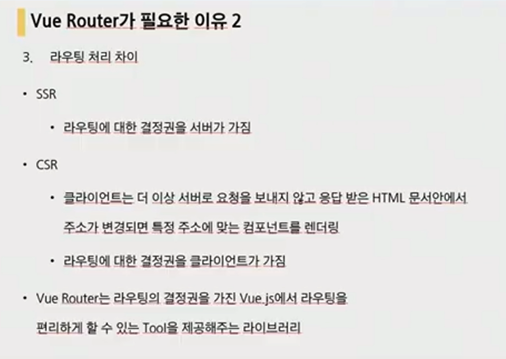 Vue Router가 필요한 이유 2
3. 라우팅 처리 차이
• SSR
• 라우팅에 대한 결정권을 서버가 가짐
• CSR
• 클라이언트는 더 이상 서버로 요청을 보내지 않고 응답 받은 HTML 문서안에서
주소가 변경되면 특정 주소에 맞는 컴포넌트를 렌더링
• 라우팅에 대한 결정권을 클라이언트가 가짐
• Vue Router는 라우팅의 결정권을 가진 Vue.js에서 라우팅을
편리하게 할 수 있는 Tool을 제공해주는 라이브러리